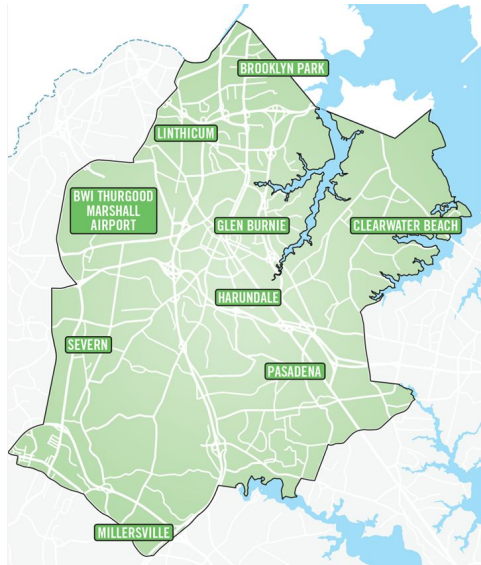 BROOKLYN PARK
LINTHICUM
BWI THURGOOD
MARSHALL
AIRPORT
GLEN BURNIE
CLEARWATER BEACH
HARUNDALE
SEVERN
PASADENA
MILLERSVILLE